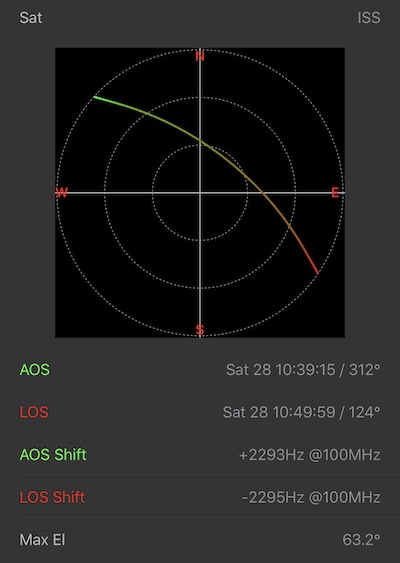 Sat ISS
N
W E
S
AOS Sat 28 10:39:15 / 312°
LOS Sat 28 10:49:59 / 124°
AOS Shift +2293Hz @100MHz
LOS Shift -2295Hz @100MHz
Max El 63.2°